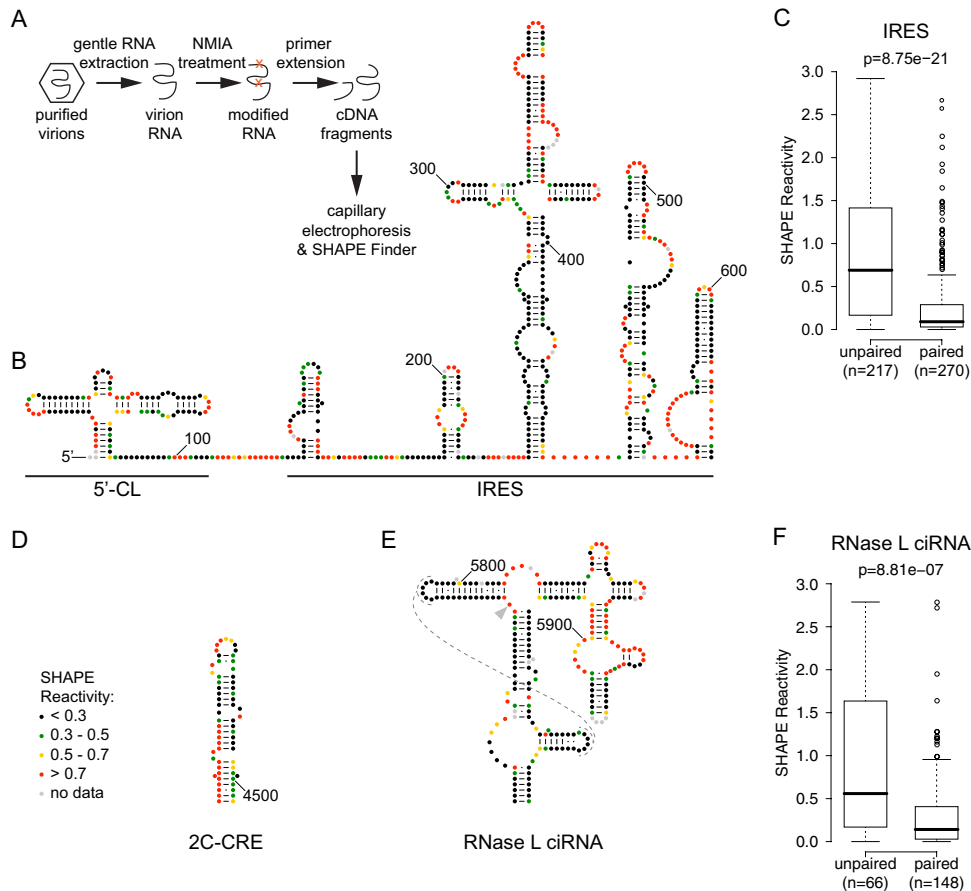 A
gentle RNA
extraction
NMIA
treatment
primer
extension
x
x
purified
virions
virion
RNA
modified
RNA
cDNA
fragments
capillary
electrophoresis
& SHAPE Finder
B
5'
100
200
300
400
500
600
5'-CL
IRES
C
IRES
p=8.75e−21
SHAPE Reactivity
3.0
2.5
2.0
1.5
1.0
0.5
0.0
unpaired
(n=217)
paired
(n=270)
D
SHAPE
Reactivity:
< 0.3
0.3 - 0.5
0.5 - 0.7
> 0.7
no data
4500
2C-CRE
E
5800
5900
RNase L ciRNA
F
RNase L ciRNA
p=8.81e−07
SHAPE Reactivity
3.0
2.5
2.0
1.5
1.0
0.5
0.0
unpaired
(n=66)
paired
(n=148)